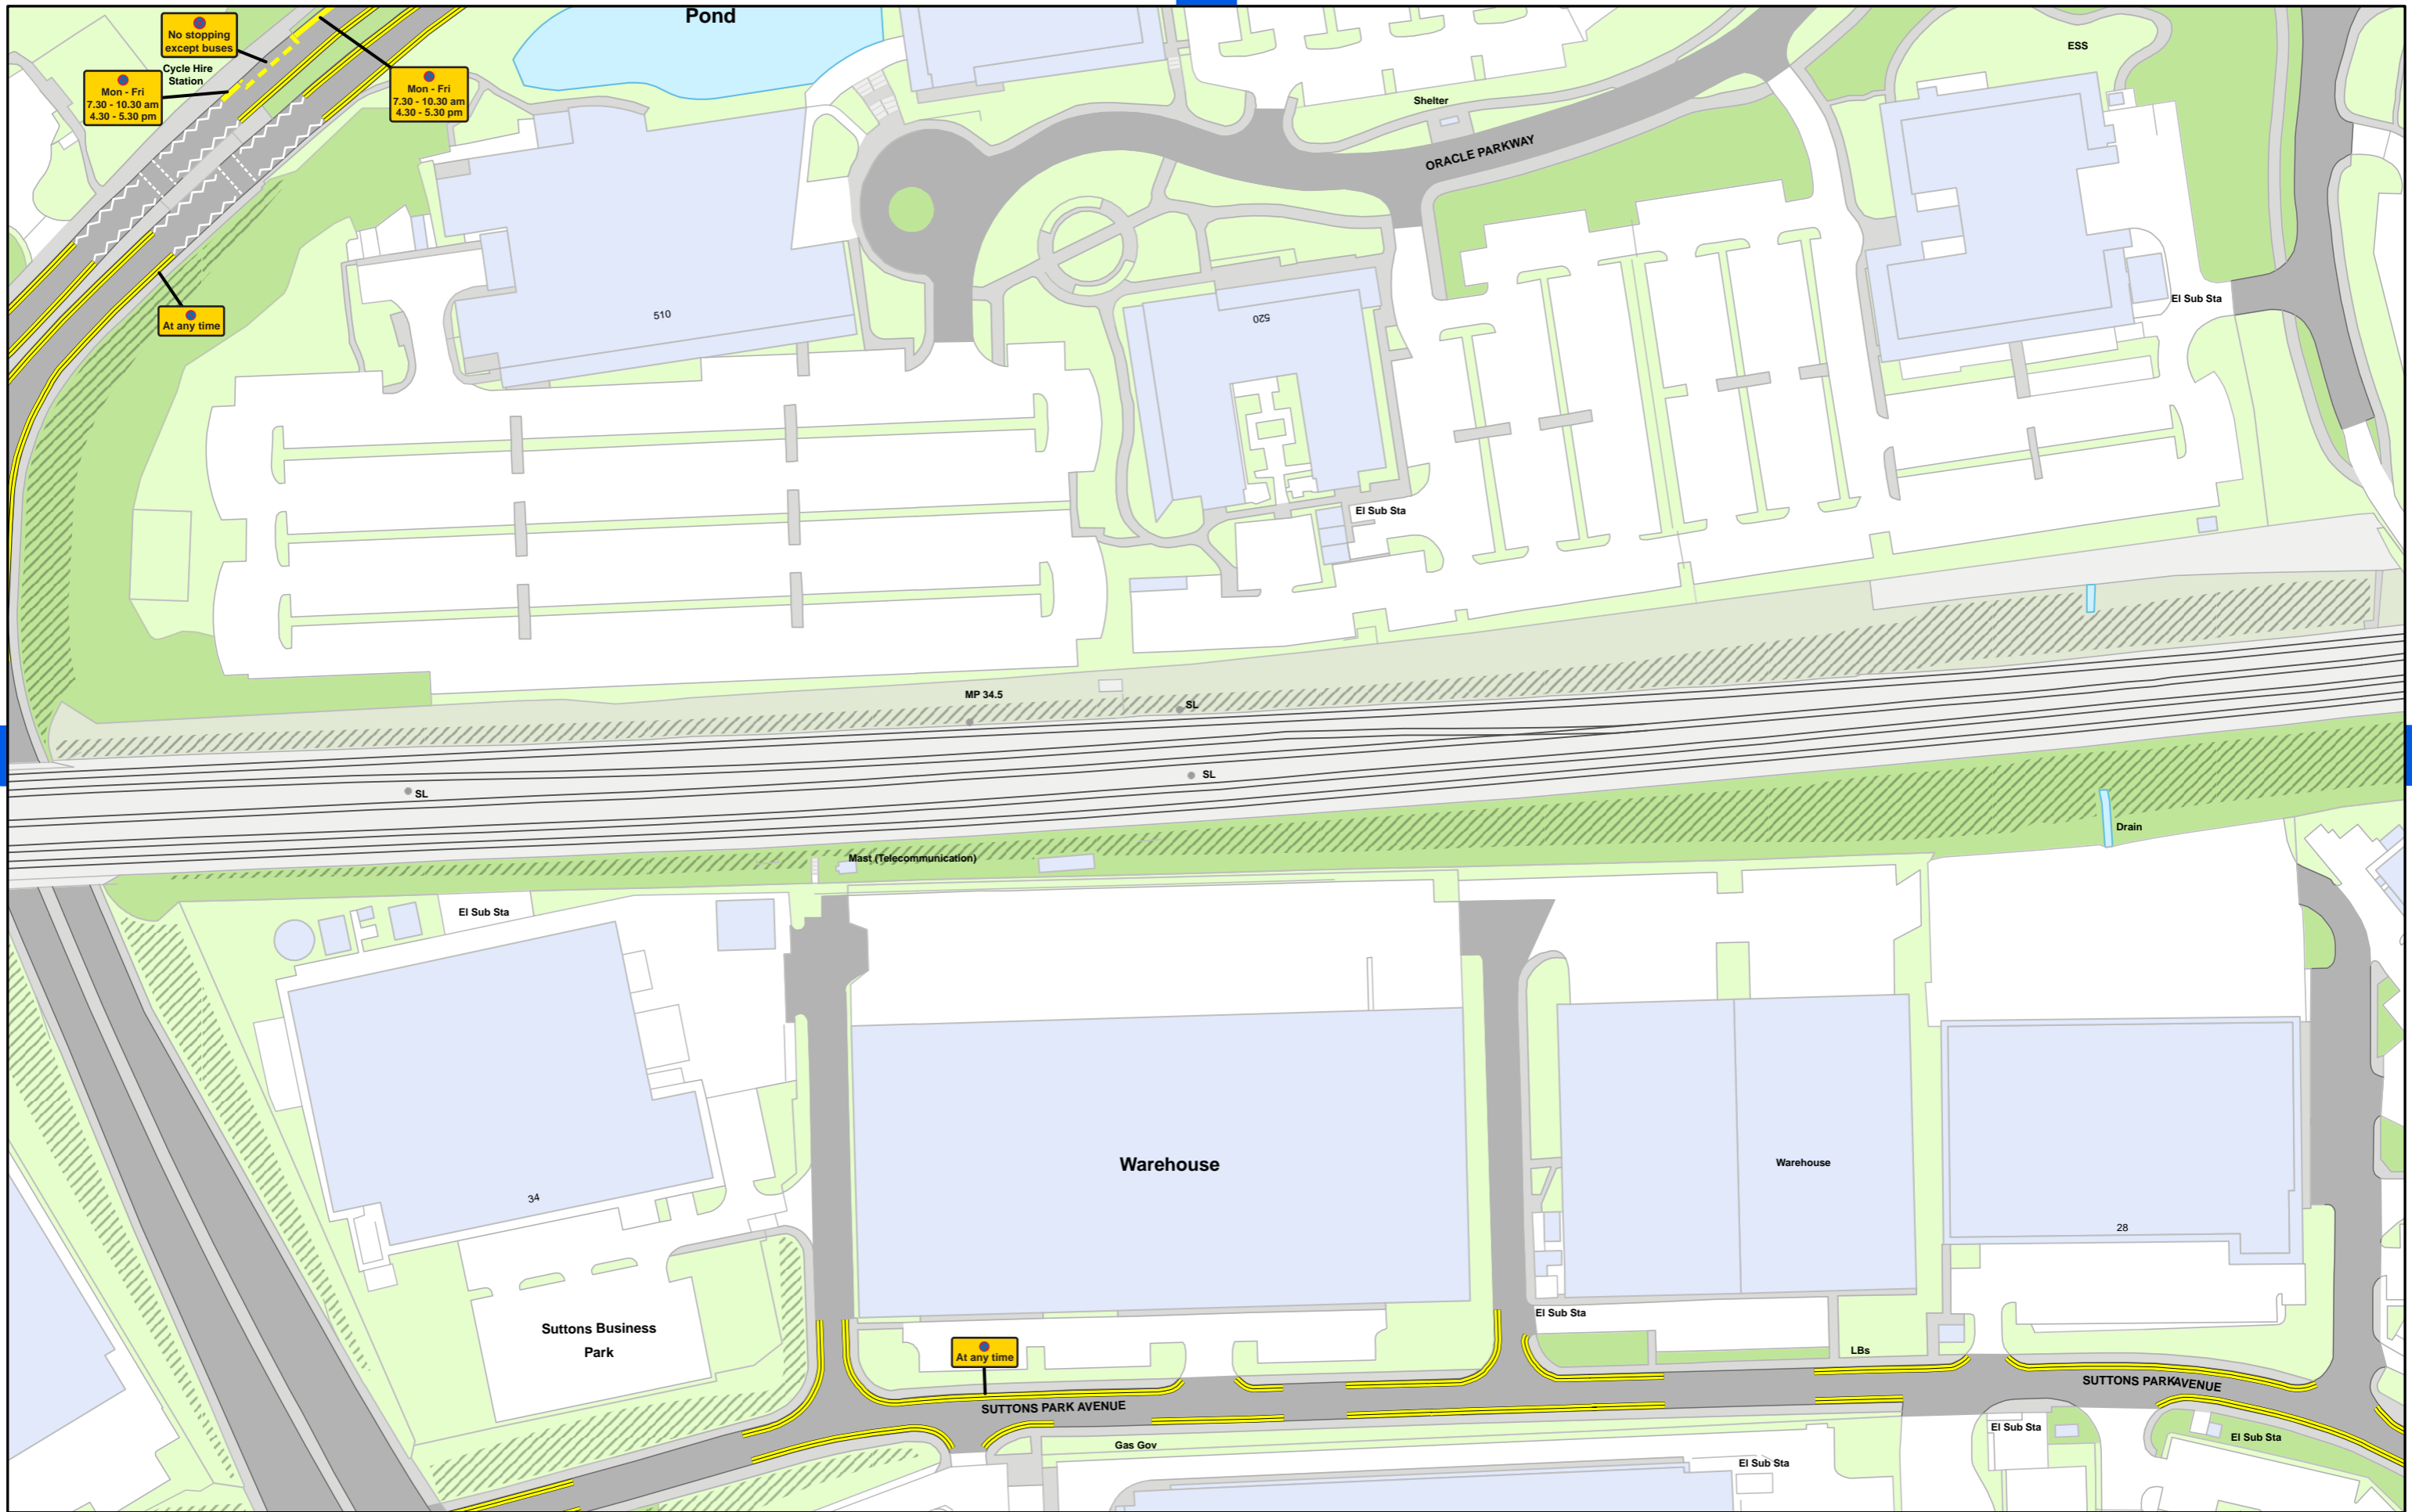 Pond
No stopping
except buses
Cycle Hire
Station
Mon - Fri
7.30 - 10.30 am
4.30 - 5.30 pm
Mon - Fri
7.30 - 10.30 am
4.30 - 5.30 pm
ESS
Shelter
ORACLE PARKWAY
At any time
510
520
El Sub Sta
El Sub Sta
MP 34.5
SL
SL
SL
Drain
Mast (Telecommunication)
El Sub Sta
Warehouse
Warehouse
34
28
Suttons Business
Park
El Sub Sta
At any time
LBs
SUTTONS PARK AVENUE
SUTTONS PARK AVENUE
Gas Gov
El Sub Sta
El Sub Sta
El Sub Sta